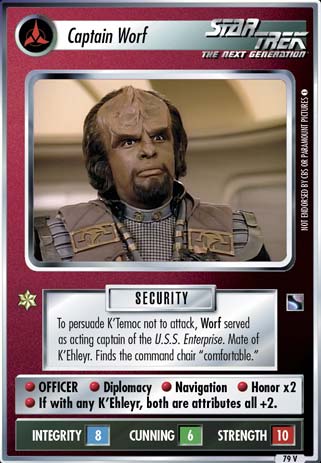 Captain Worf
STAR TREK
THE NEXT GENERATION
NOT ENDORSED BY CBS OR PARAMOUNT PICTURES
SECURITY
To persuade K'Temoc not to attack, Worf served
as acting captain of the U.S.S. Enterprise. Mate of
K'Ehleyr. Finds the command chair "comfortable."
• OFFICER • Diplomacy • Navigation • Honor x2
• If with any K'Ehleyr, both are attributes all +2.
INTEGRITY 8 CUNNING 6 STRENGTH 10
79 V